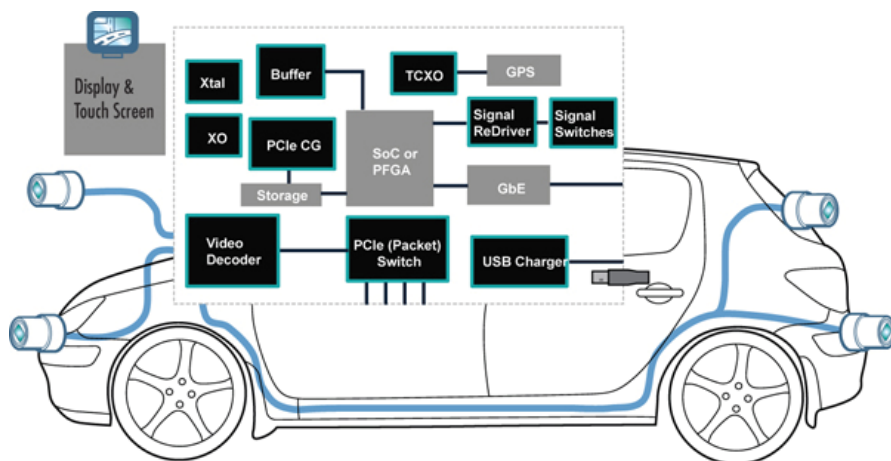 Display &
Touch Screen
Xtal
Buffer
TCXO
GPS
XO
PCIe CG
SoC or
PFGA
Signal
ReDriver
Signal
Switches
Storage
GbE
Video
Decoder
PCIe (Packet)
Switch
USB Charger